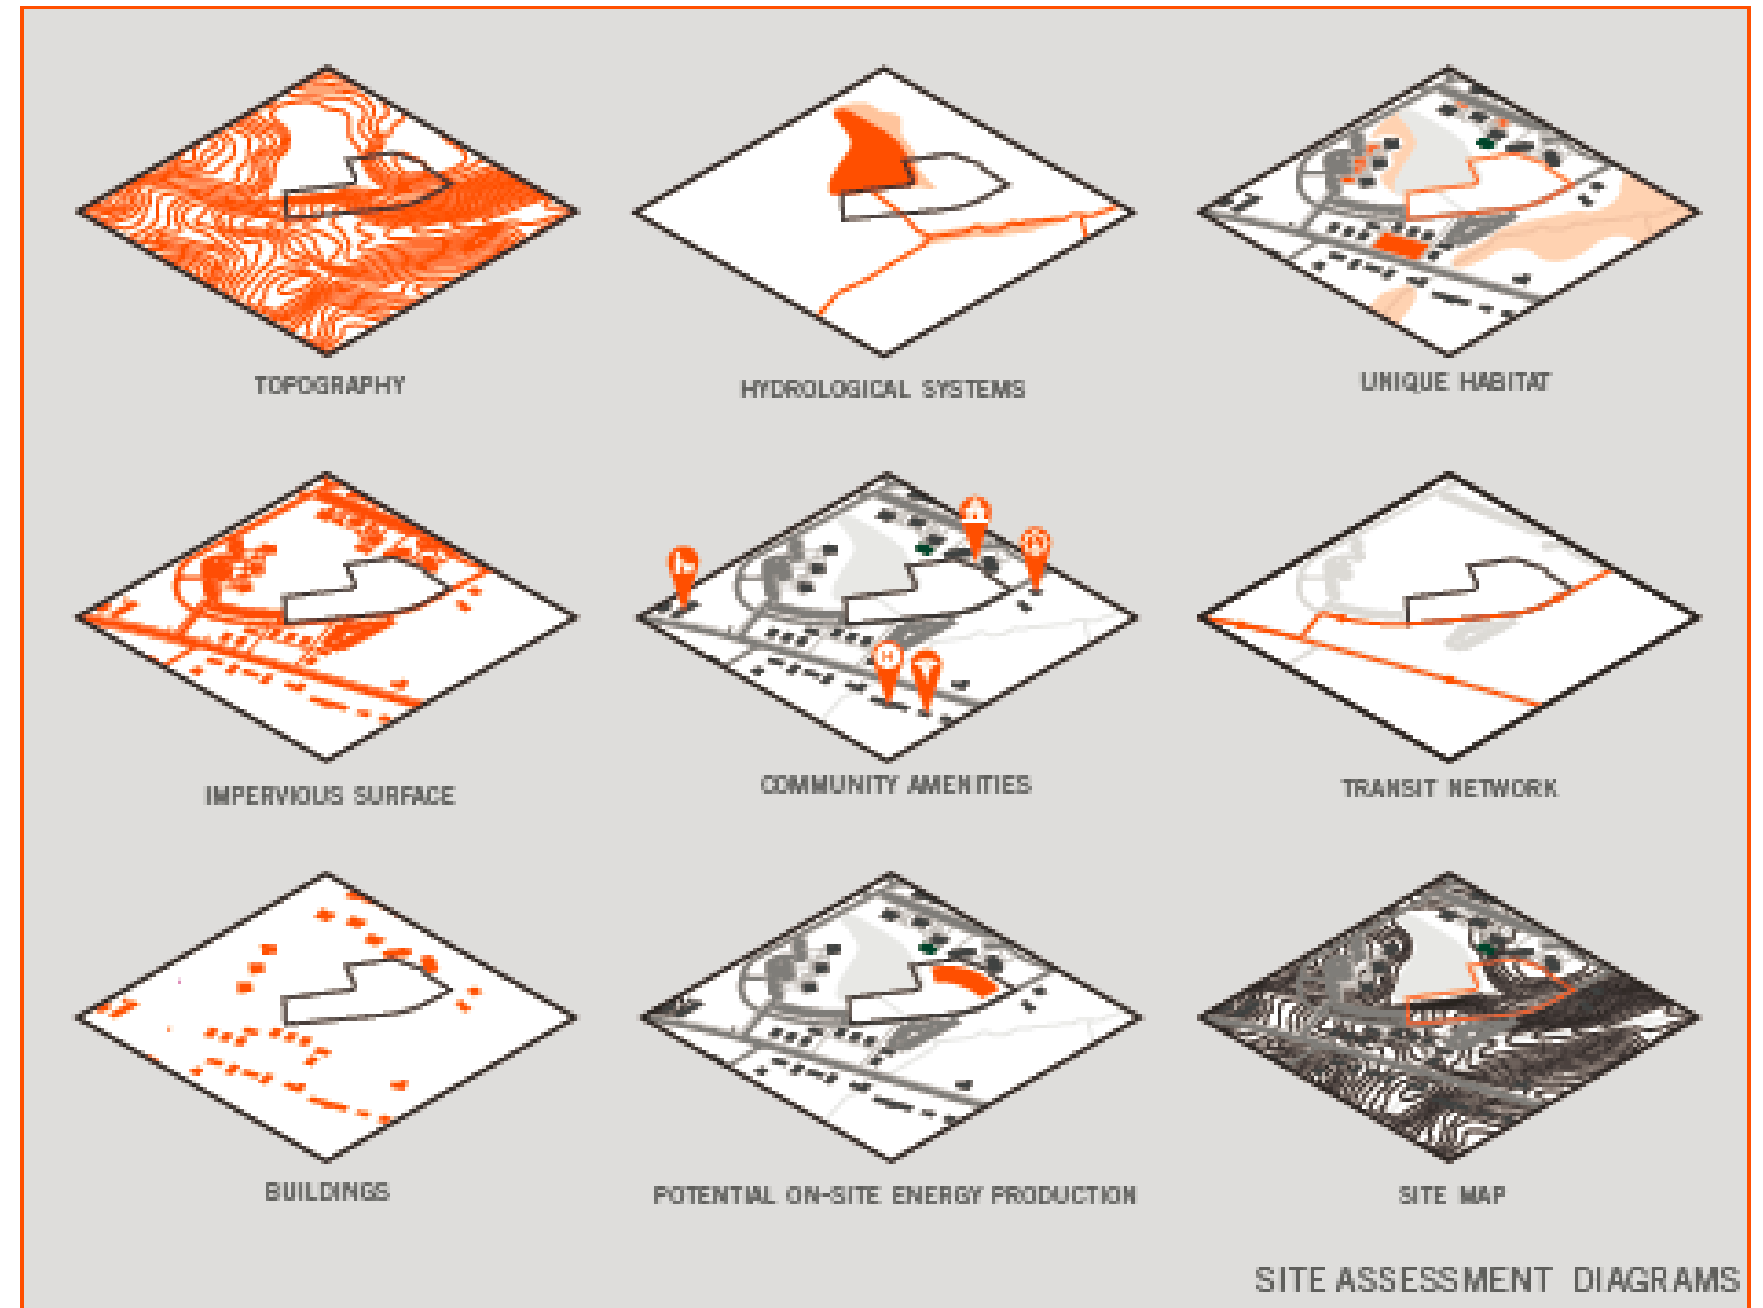 TOPOGRAPHY
HYDROLOGICAL SYSTEMS
UNIQUE HABITAT
IMPERVIOUS SURFACE
COMMUNITY AMENITIES
TRANSIT NETWORK
BUILDINGS
POTENTIAL ON-SITE ENERGY PRODUCTION
SITE MAP
SITE ASSESSMENT DIAGRAMS